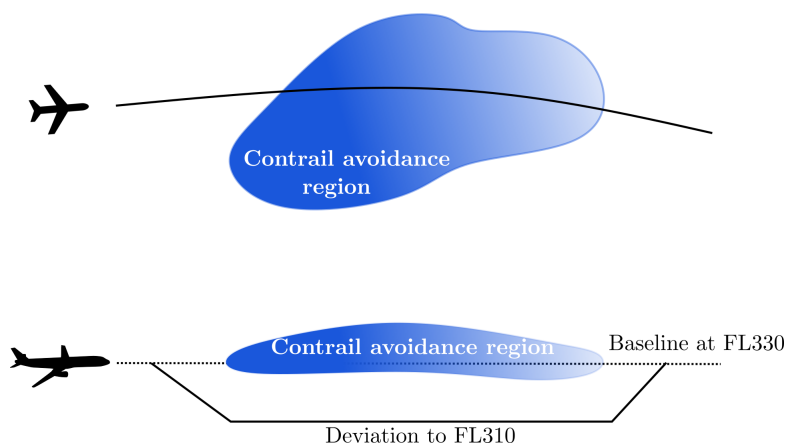 Contrail avoidance
region
Baseline at FL330
Contrail avoidance region
Deviation to FL310